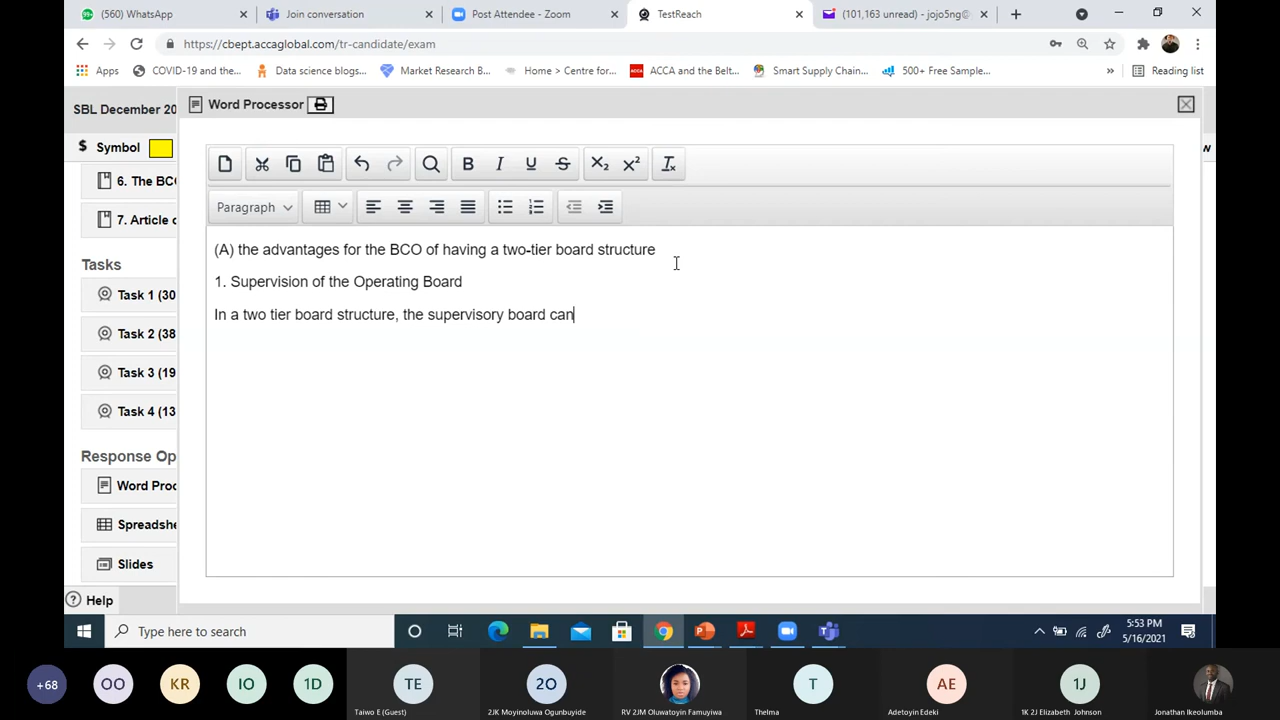 (560) WhatsApp
Join conversation
Post Attendee - Zoom
TestReach
(101,163 unread) - jojo5ng@
https://cbept.accaglobal.com/tr-candidate/exam
Apps
COVID-19 and the...
Data science blogs...
Market Research B...
Home > Centre for...
ACCA and the Belt...
Smart Supply Chain...
500+ Free Sample...
»
Reading list
SBL December 20
Word Processor
$ Symbol
6. The BCO
7. Article o
Tasks
Task 1 (30
Task 2 (38
Task 3 (19
Task 4 (13
Response Op
Word Proc
Spreadshe
Slides
Help
B I U S X₂ X² Ix
Paragraph
(A) the advantages for the BCO of having a two-tier board structure
1. Supervision of the Operating Board
In a two tier board structure, the supervisory board can
Type here to search
5:53 PM
5/16/2021
+68
OO
KR
IO
1D
TE
Taiwo E (Guest)
2O
2JK Moyinoluwa Ogunbuyide
RV 2JM Oluwatoyin Famuyiwa
T
Thelma
AE
Adetoyin Edeki
1J
1K 2J Elizabeth Johnson
Jonathan Ikeolumba